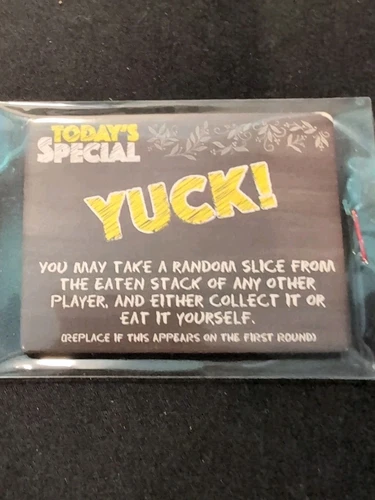 TODAY'S
SPECIAL
YUCK!
YOU MAY TAKE A RANDOM SLICE FROM
THE EATEN STACK OF ANY OTHER
PLAYER, AND EITHER COLLECT IT OR
EAT IT YOURSELF.
(REPLACE IF THIS APPEARS ON THE FIRST ROUND)